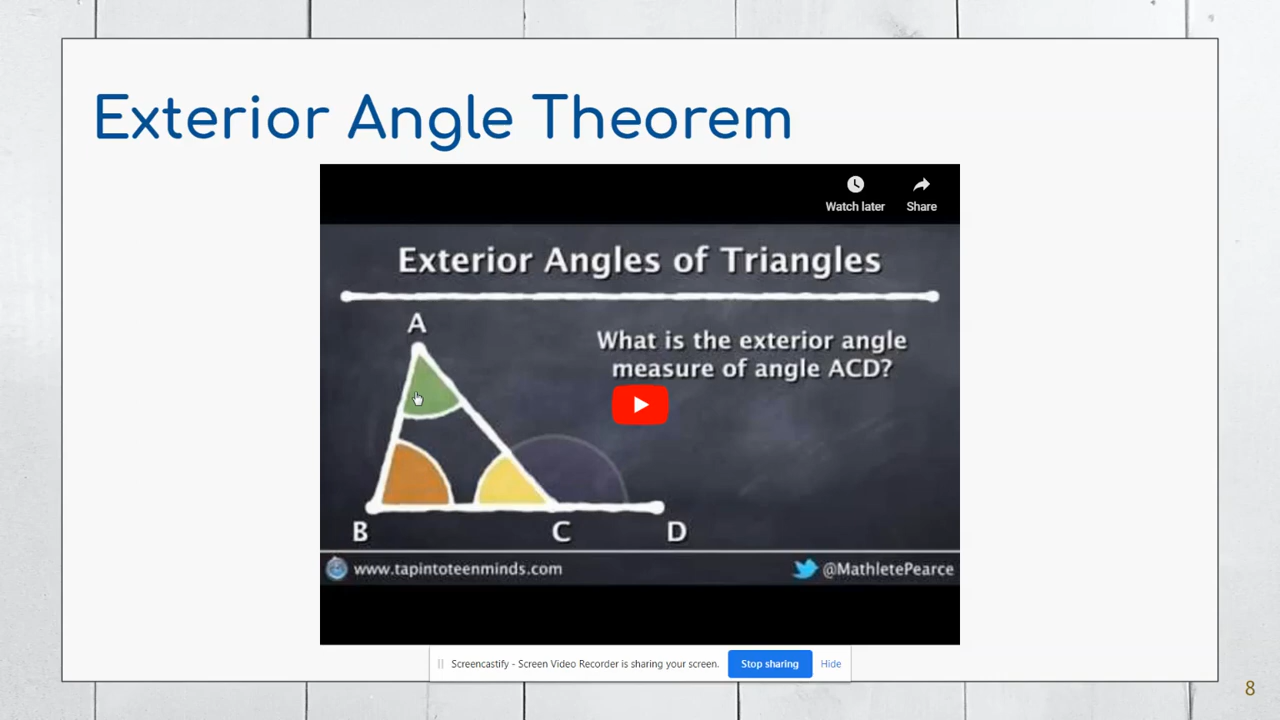 Exterior Angle Theorem
Watch later
Share
Exterior Angles of Triangles
A
What is the exterior angle
measure of angle ACD?
B
C
D
www.tapintoteenminds.com
@MathletePearce
Screencastify - Screen Video Recorder is sharing your screen.
Stop sharing
Hide
8